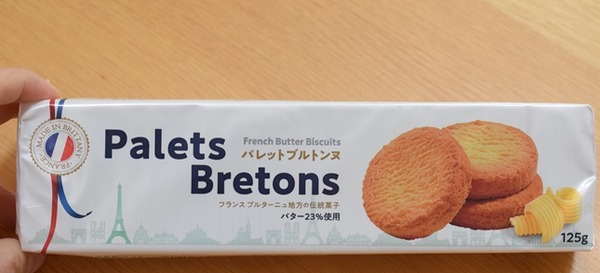 MADE IN BRITTANY
FRANCE
Palets
French Butter Biscuits
パレットブルトンヌ
Bretons
フランス ブルターニュ地方の伝統菓子
バター23%使用
125g